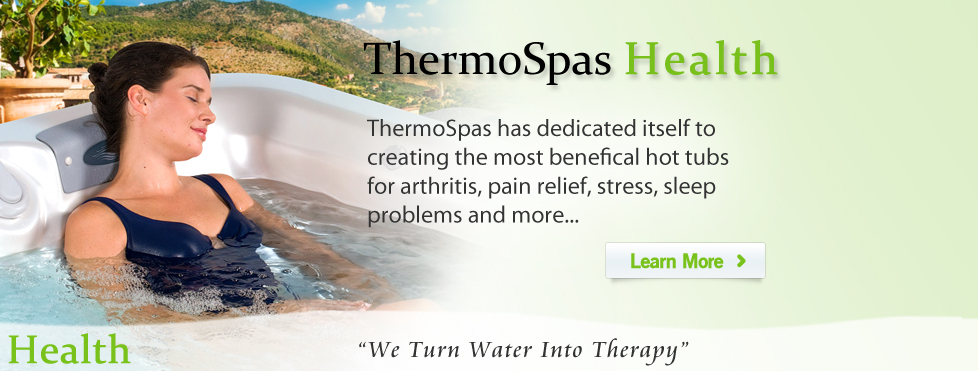 ThermoSpas Health
ThermoSpas has dedicated itself to
creating the most benefical hot tubs
for arthritis, pain relief, stress, sleep
problems and more...
Learn More
Health
“We Turn Water Into Therapy”